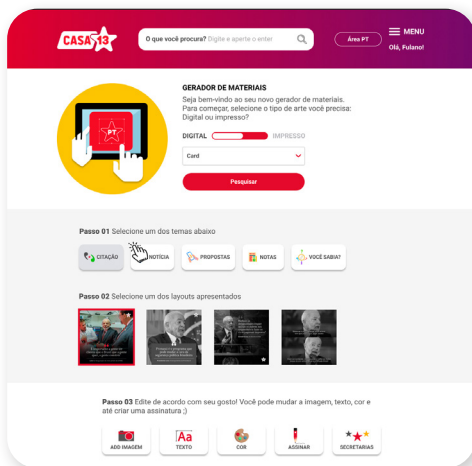 CASA 13
O que você procura? Digite e aperte o enter
Área PT
MENU
Olá, Fulano!
GERADOR DE MATERIAIS
Seja bem-vindo ao seu novo gerador de materiais.
Para começar, selecione o tipo de arte você precisa:
Digital ou impresso?
DIGITAL IMPRESSO
PT
Card
Pesquisar
Passo 01 Selecione um dos temas abaixo
CITAÇÃO NOTÍCIA PROPOSTAS NOTAS VOCÊ SABIA?
Passo 02 Selecione um dos layouts apresentados
Passo 03 Edite de acordo com seu gosto! Você pode mudar a imagem, texto, cor e
até criar uma assinatura ;)
Aa
ADD IMAGEM TEXTO COR ASSINAR SECRETARIAS